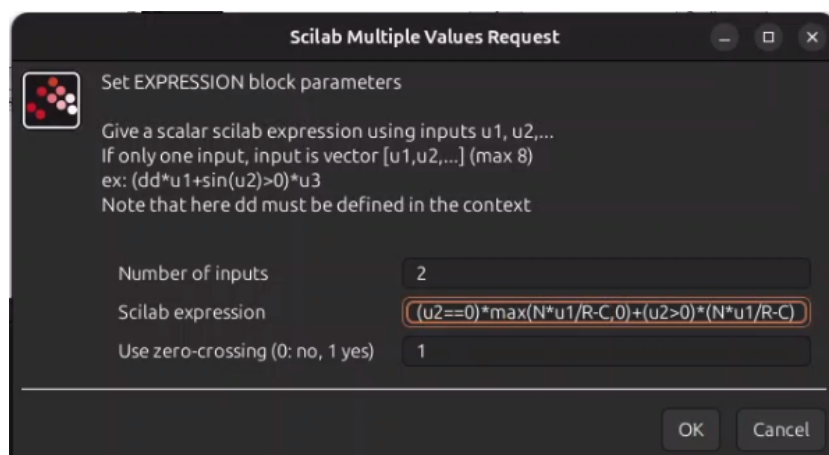 Scilab Multiple Values Request
Set EXPRESSION block parameters
Give a scalar scilab expression using inputs u1, u2,...
If only one input, input is vector [u1,u2,...] (max 8)
ex: (dd*u1+sin(u2)>0)*u3
Note that here dd must be defined in the context
Number of inputs 2
Scilab expression (u2==0)*max(N*u1/R-C,0)+(u2>0)*(N*u1/R-C)
Use zero-crossing (0: no, 1 yes) 1
OK Cancel